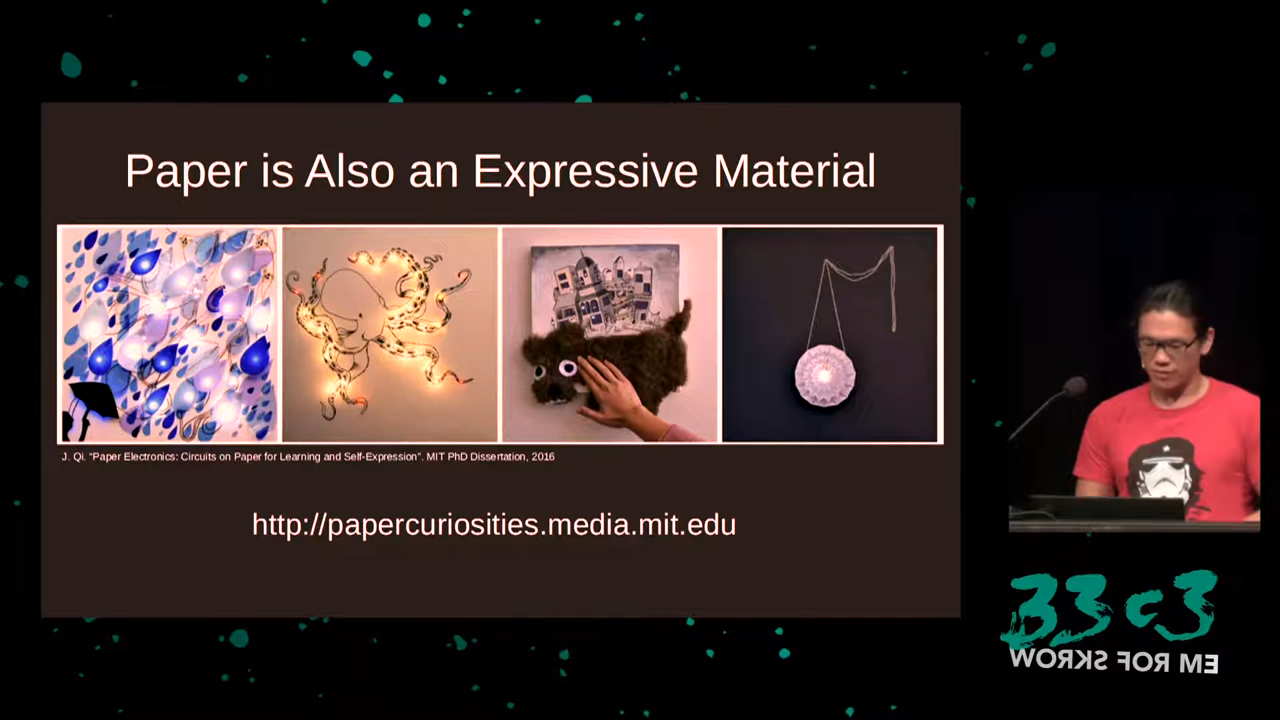 Paper is Also an Expressive Material
J. Qi. "Paper Electronics: Circuits on Paper for Learning and Self-Expression". MIT PhD Dissertation, 2016
http://papercuriosities.media.mit.edu
33c3
WORKS FOR ME